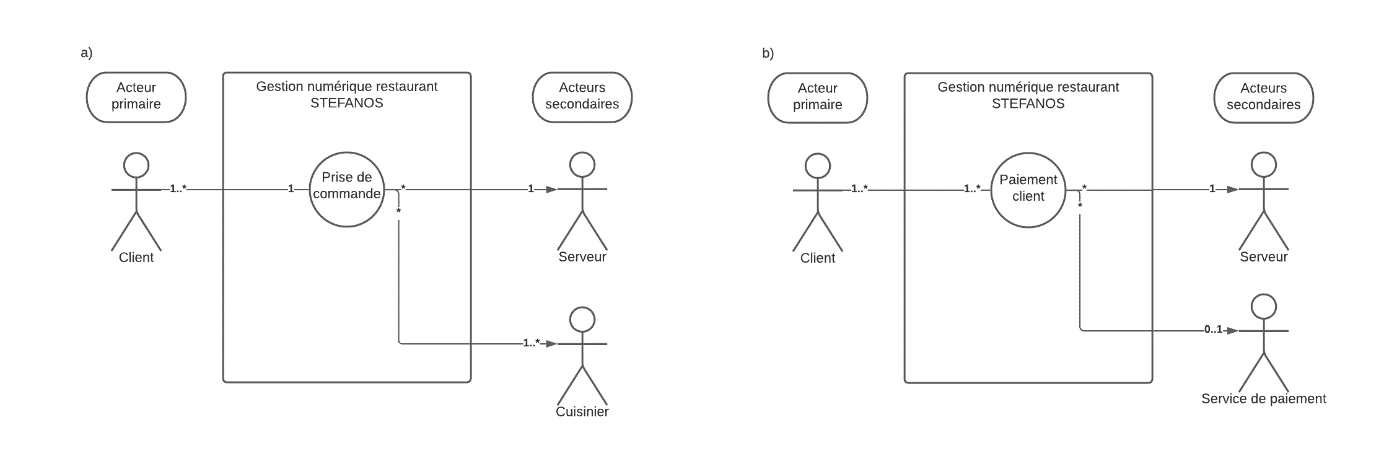 a)
Acteur
primaire
Gestion numérique restaurant
STEFANOS
Acteurs
secondaires
1..*
1
Prise de
commande
*
1
*
Client
Serveur
1..*
Cuisinier
b)
Acteur
primaire
Gestion numérique restaurant
STEFANOS
Acteurs
secondaires
1..*
1..*
Paiement
client
*
1
*
Client
Serveur
0..1
Service de paiement